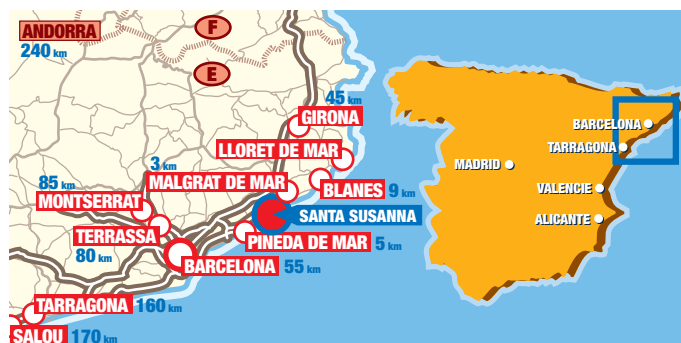 ANDORRA
240 km
F
E
45 km
GIRONA
LLORET DE MAR
3 km
MALGRAT DE MAR
85 km
MONTSERRAT
BLANES 9 km
SANTA SUSANNA
TERRASSA
80 km
PINEDA DE MAR
5 km
BARCELONA 55 km
TARRAGONA 160 km
SALOU 170 km
BARCELONA
TARRAGONA
MADRID
VALENCIE
ALICANTE